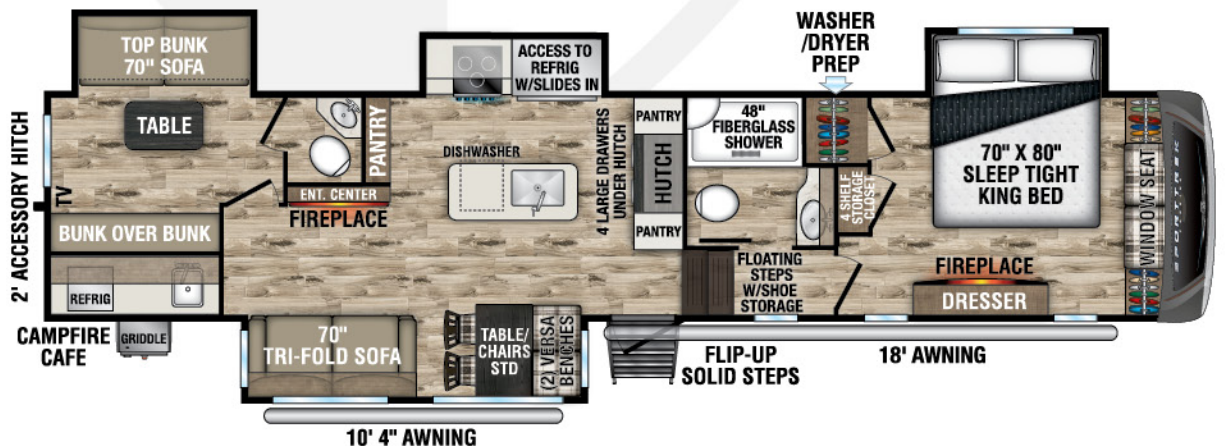 TOP BUNK
70" SOFA
TABLE
TV
BUNK OVER BUNK
REFRIG
2' ACCESSORY HITCH
CAMPFIRE
CAFE
GRIDDLE
PANTRY
ENT. CENTER
FIREPLACE
70"
TRI-FOLD SOFA
10' 4" AWNING
ACCESS TO
REFRIG
W/SLIDES IN
DISHWASHER
4 LARGE DRAWERS
UNDER HUTCH
PANTRY
HUTCH
PANTRY
TABLE/
CHAIRS
STD
(2) VERSA
BENCHES
48"
FIBERGLASS
SHOWER
WASHER
/DRYER
PREP
4 SHELF
STORAGE
CLOSET
FLOATING
STEPS
W/SHOE
STORAGE
FLIP-UP
SOLID STEPS
70" X 80"
SLEEP TIGHT
KING BED
FIREPLACE
DRESSER
WINDOW SEAT
SPORTTREK
18' AWNING